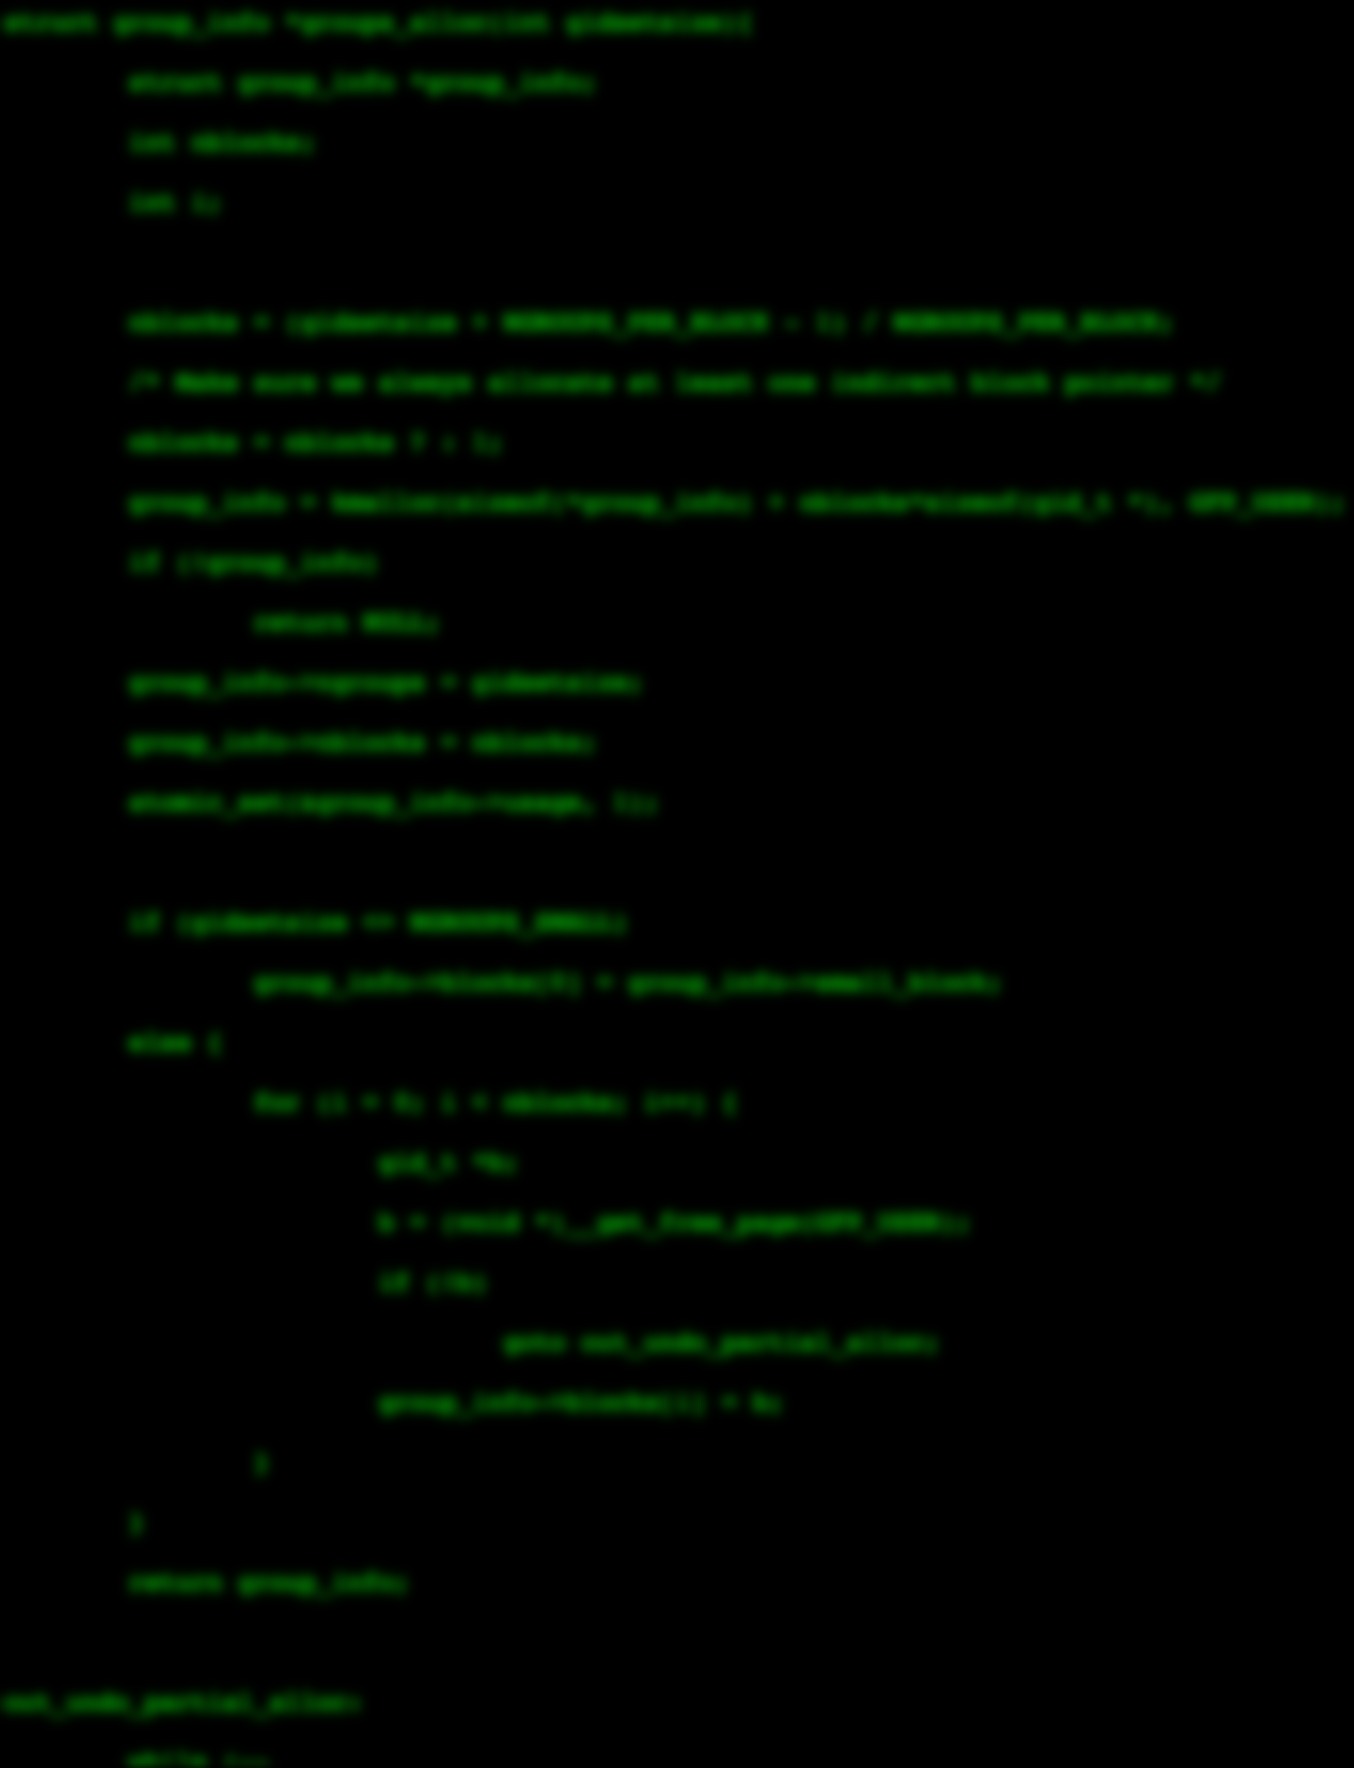 struct group_info *groups_alloc(int gidsetsize){
struct group_info *group_info;
int nblocks;
int i;
nblocks = (gidsetsize + NGROUPS_PER_BLOCK - 1) / NGROUPS_PER_BLOCK;
/* Make sure we always allocate at least one indirect block pointer */
nblocks = nblocks ? : 1;
group_info = kmalloc(sizeof(*group_info) + nblocks*sizeof(gid_t *), GFP_USER);
if (!group_info)
return NULL;
group_info->ngroups = gidsetsize;
group_info->nblocks = nblocks;
atomic_set(&group_info->usage, 1);
if (gidsetsize <= NGROUPS_SMALL)
group_info->blocks[0] = group_info->small_block;
else {
for (i = 0; i < nblocks; i++) {
gid_t *b;
b = (void *)__get_free_page(GFP_USER);
if (!b)
goto out_undo_partial_alloc;
group_info->blocks[i] = b;
}
}
return group_info;
out_undo_partial_alloc:
while